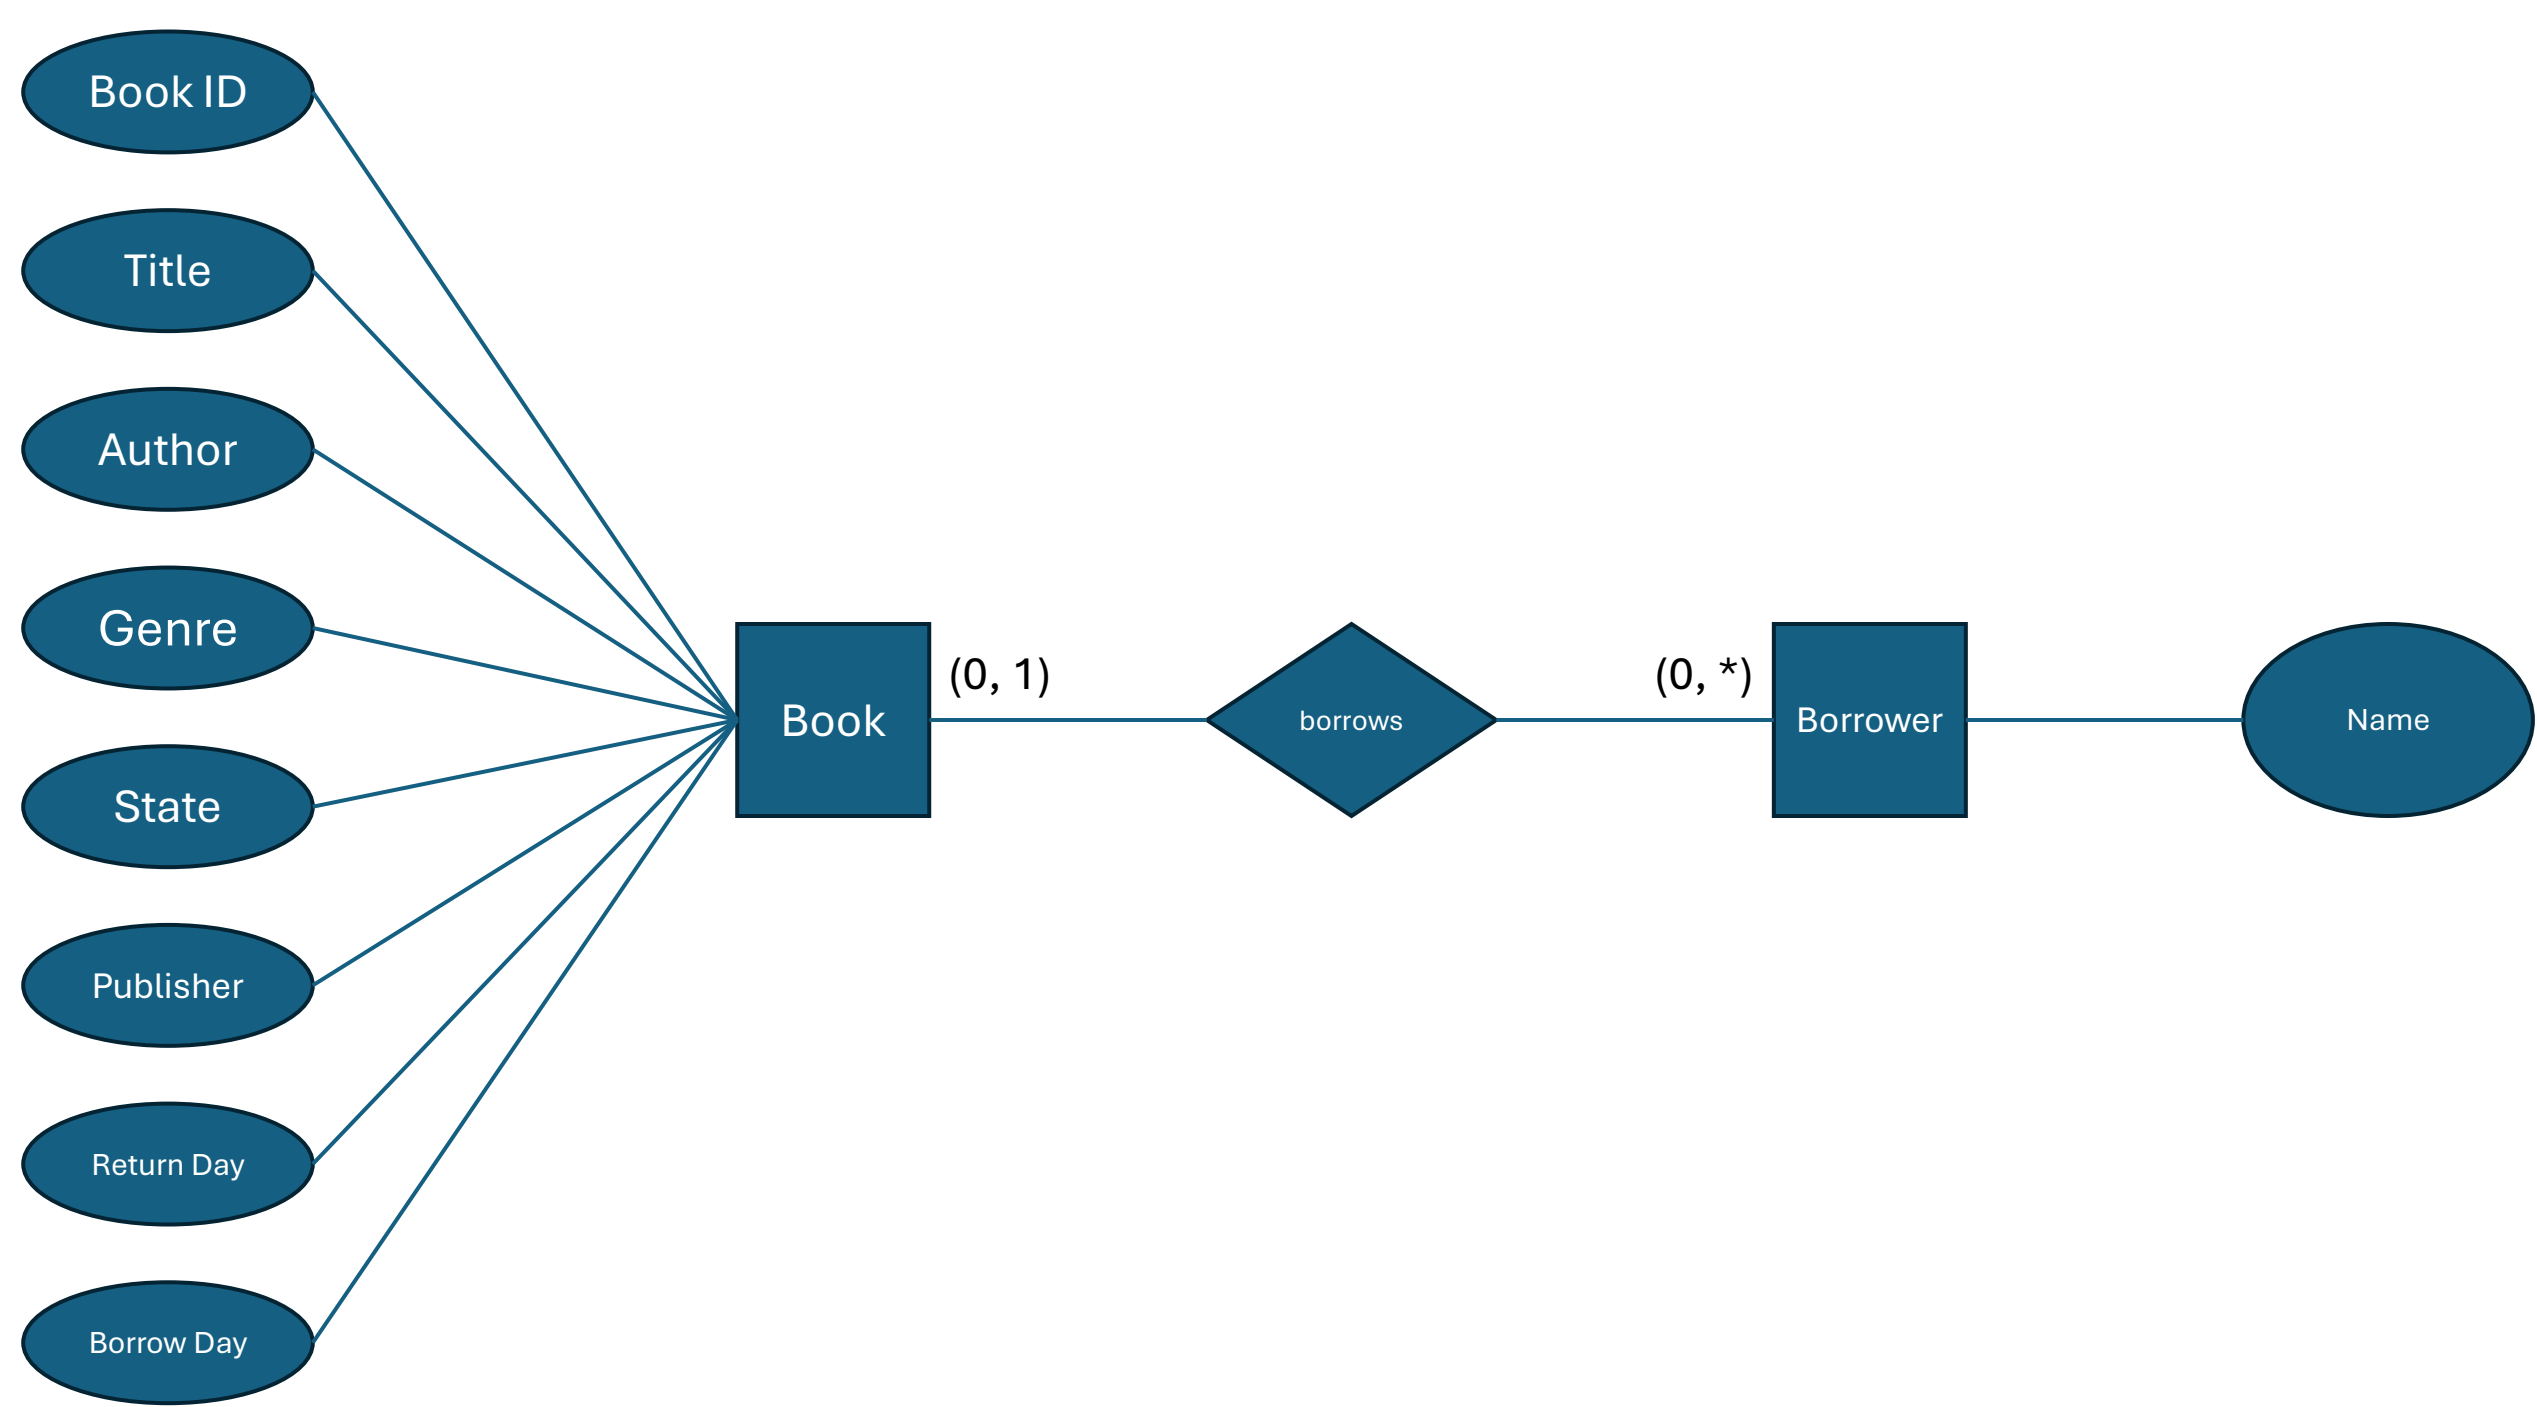 Book ID
Title
Author
Genre
State
Publisher
Return Day
Borrow Day
Book
(0, 1)
borrows
(0, *)
Borrower
Name